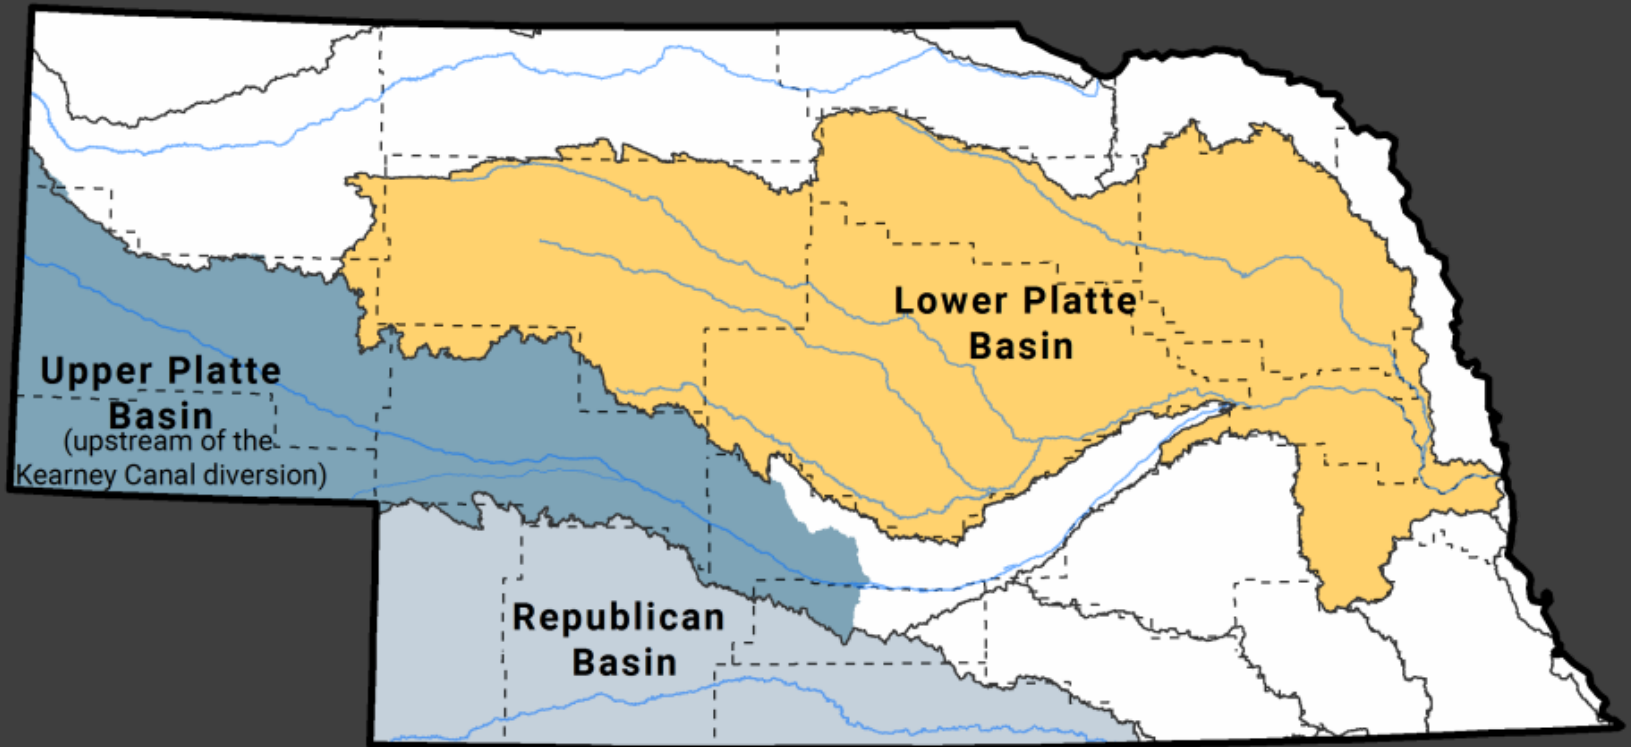 Lower Platte
Basin
Upper Platte
Basin
(upstream of the
Kearney Canal diversion)
Republican
Basin